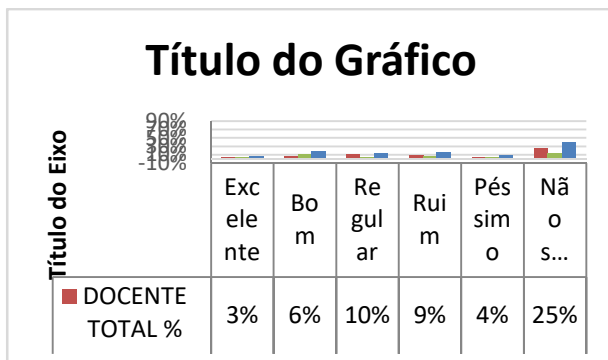 Título do Gráfico
90%
-10%
Título do Eixo
Exc
ele
nte
Bo
m
Re
gul
ar
Rui
m
Pés
sim
o
Nã
o
s...
DOCENTE
TOTAL %
3%
6%
10%
9%
4%
25%